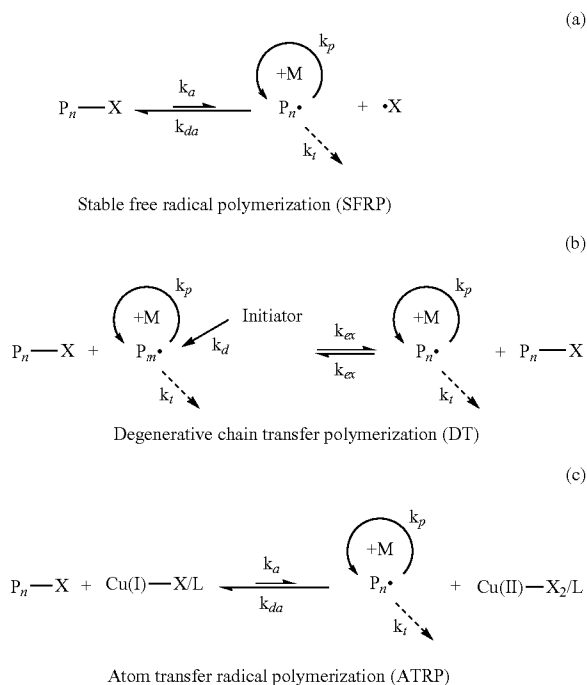 (a)
k_p
+M
k_a
P_n—X P_n• + •X
k_da
k_t
Stable free radical polymerization (SFRP)
(b)
k_p k_p
+M Initiator +M
k_ex
P_n—X + P_m• k_d P_n• + P_n—X
k_ex
k_t k_t
Degenerative chain transfer polymerization (DT)
(c)
k_p
+M
k_a
P_n—X + Cu(I)—X/L P_n• + Cu(II)—X_2/L
k_da
k_t
Atom transfer radical polymerization (ATRP)